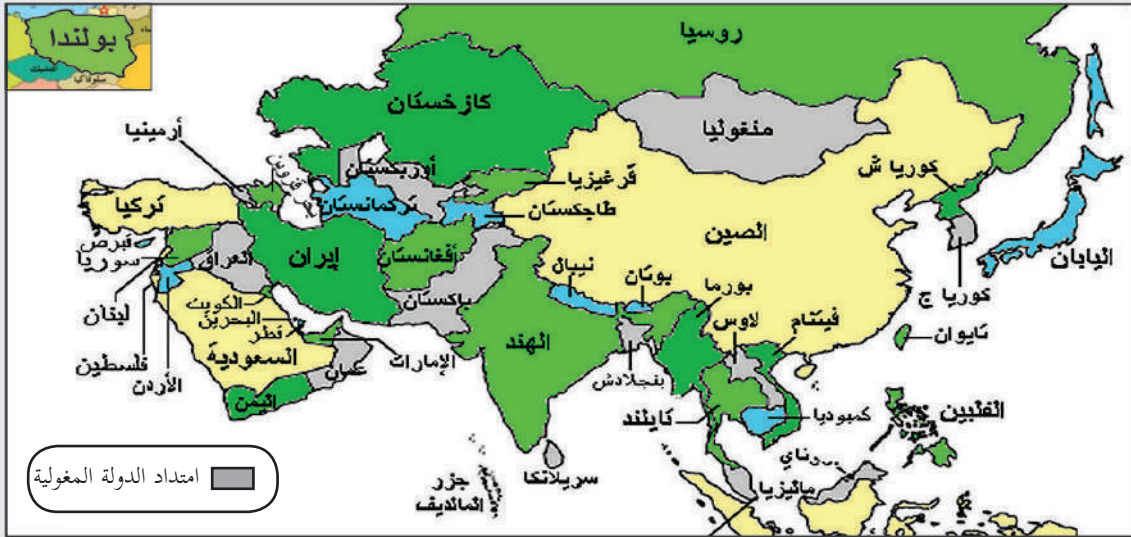 بولندا
التشيك
سلوفاكيا
روسيا
كازخستان
منغوليا
أرمينيا
أوزبكستان
قرغيزيا
كوريا ش
تركيا
تركمانستان
طاجكستان
الصين
اليابان
قبرص
سوريا
العراق
إيران
أفغانستان
نيبال
بوتان
بورما
كوريا ج
لبنان
الكويت
البحرين
قطر
باكستان
الهند
لاوس
فيتنام
تايوان
فلسطين
الأردن
السعودية
الإمارات
عمان
بنجلادش
اليمن
تايلند
كمبوديا
الفلبين
سريلانكا
جزر
المالديف
ماليزيا
امتداد الدولة المغولية